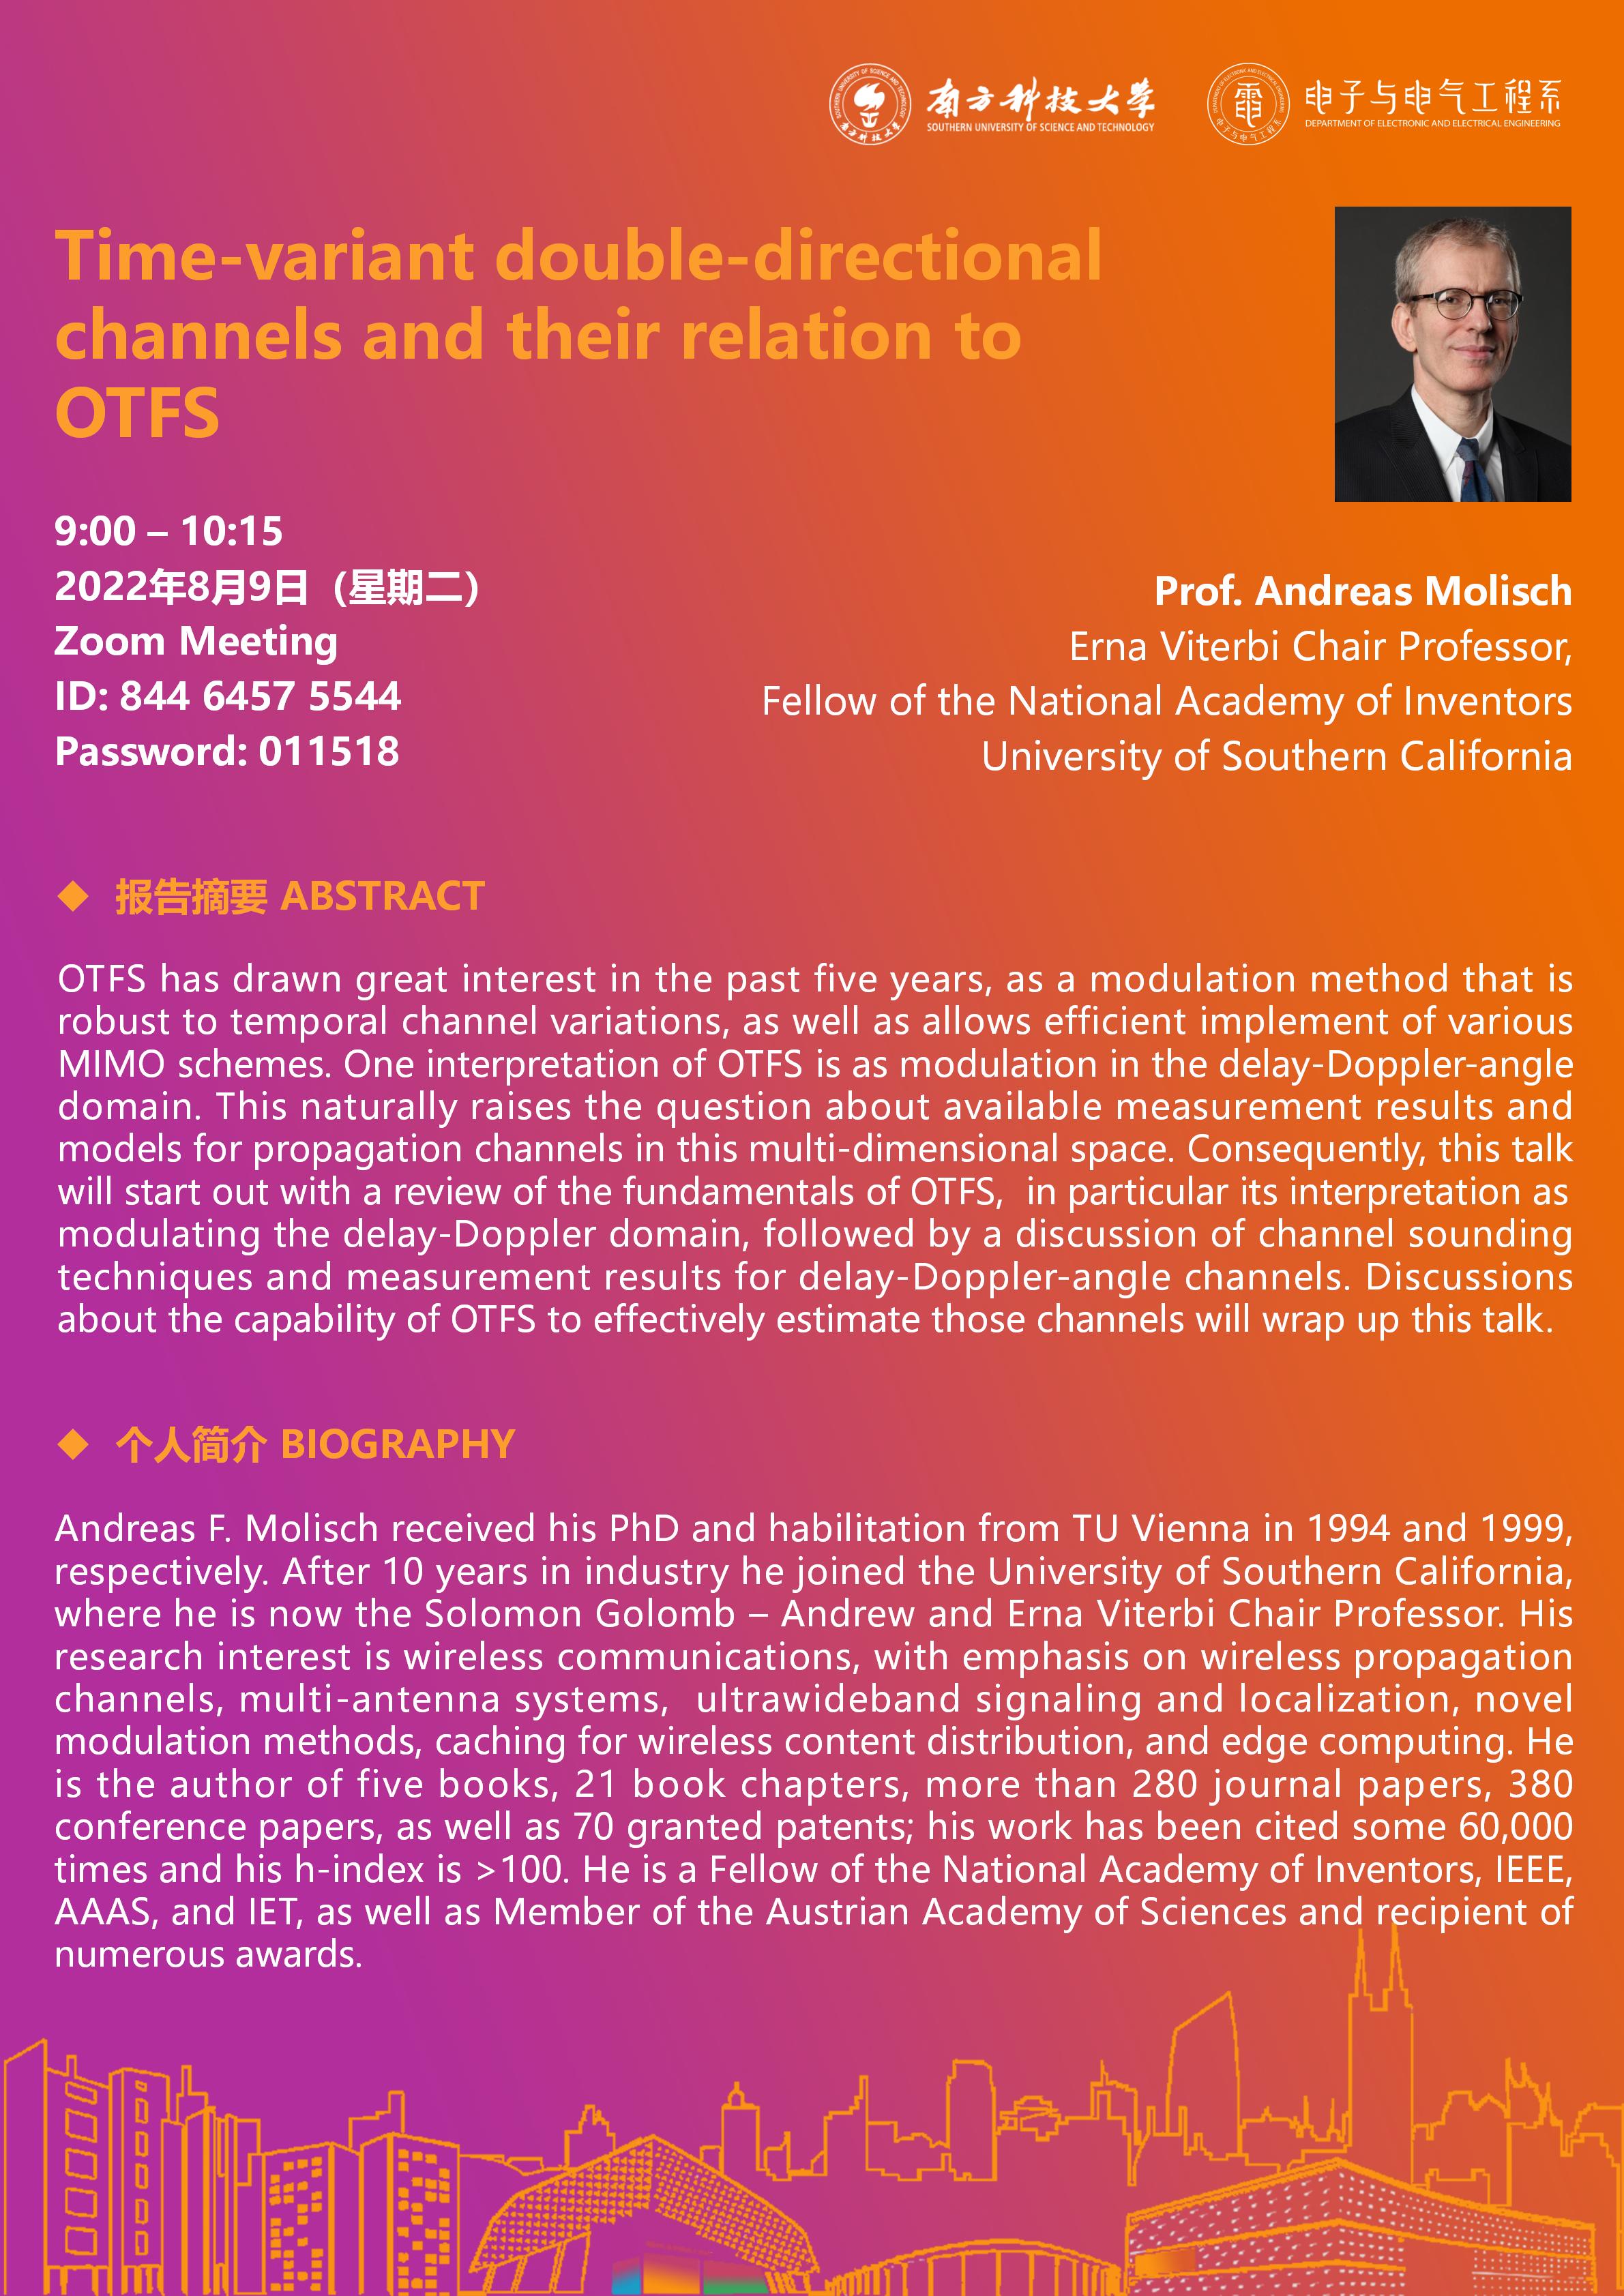 南方科技大学
SOUTHERN UNIVERSITY OF SCIENCE AND TECHNOLOGY
电子与电气工程系
DEPARTMENT OF ELECTRONIC AND ELECTRICAL ENGINEERING
Time-variant double-directional
channels and their relation to
OTFS
9:00 – 10:15
2022年8月9日（星期二）
Zoom Meeting
ID: 844 6457 5544
Password: 011518
Prof. Andreas Molisch
Erna Viterbi Chair Professor,
Fellow of the National Academy of Inventors
University of Southern California
◆ 报告摘要 ABSTRACT
OTFS has drawn great interest in the past five years, as a modulation method that is
robust to temporal channel variations, as well as allows efficient implement of various
MIMO schemes. One interpretation of OTFS is as modulation in the delay-Doppler-angle
domain. This naturally raises the question about available measurement results and
models for propagation channels in this multi-dimensional space. Consequently, this talk
will start out with a review of the fundamentals of OTFS,  in particular its interpretation as
modulating the delay-Doppler domain, followed by a discussion of channel sounding
techniques and measurement results for delay-Doppler-angle channels. Discussions
about the capability of OTFS to effectively estimate those channels will wrap up this talk.
◆ 个人简介 BIOGRAPHY
Andreas F. Molisch received his PhD and habilitation from TU Vienna in 1994 and 1999,
respectively. After 10 years in industry he joined the University of Southern California,
where he is now the Solomon Golomb – Andrew and Erna Viterbi Chair Professor. His
research interest is wireless communications, with emphasis on wireless propagation
channels, multi-antenna systems,  ultrawideband signaling and localization, novel
modulation methods, caching for wireless content distribution, and edge computing. He
is the author of five books, 21 book chapters, more than 280 journal papers, 380
conference papers, as well as 70 granted patents; his work has been cited some 60,000
times and his h-index is >100. He is a Fellow of the National Academy of Inventors, IEEE,
AAAS, and IET, as well as Member of the Austrian Academy of Sciences and recipient of
numerous awards.